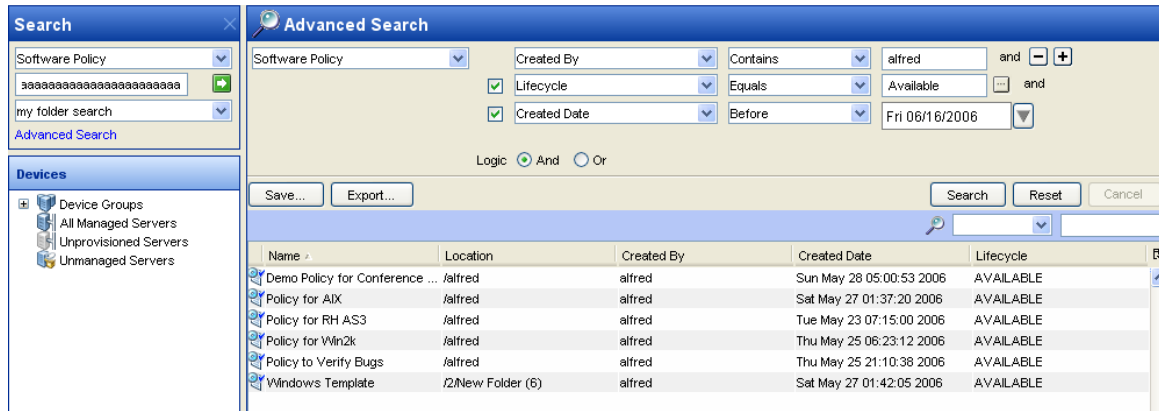 Search
Software Policy
aaaaaaaaaaaaaaaaaaaaaaa
my folder search
Advanced Search
Devices
Device Groups
All Managed Servers
Unprovisioned Servers
Unmanaged Servers
Advanced Search
Software Policy Created By Contains alfred and
Lifecycle Equals Available ... and
Created Date Before Fri 06/16/2006
Logic And Or
Save... Export... Search Reset Cancel
Name Location Created By Created Date Lifecycle
Demo Policy for Conference ... /alfred alfred Sun May 28 05:00:53 2006 AVAILABLE
Policy for AIX /alfred alfred Sat May 27 01:37:20 2006 AVAILABLE
Policy for RH AS3 /alfred alfred Tue May 23 07:15:00 2006 AVAILABLE
Policy for Win2k /alfred alfred Thu May 25 06:23:12 2006 AVAILABLE
Policy to Verify Bugs /alfred alfred Thu May 25 21:10:38 2006 AVAILABLE
Windows Template /2/New Folder (6) alfred Sat May 27 01:42:05 2006 AVAILABLE